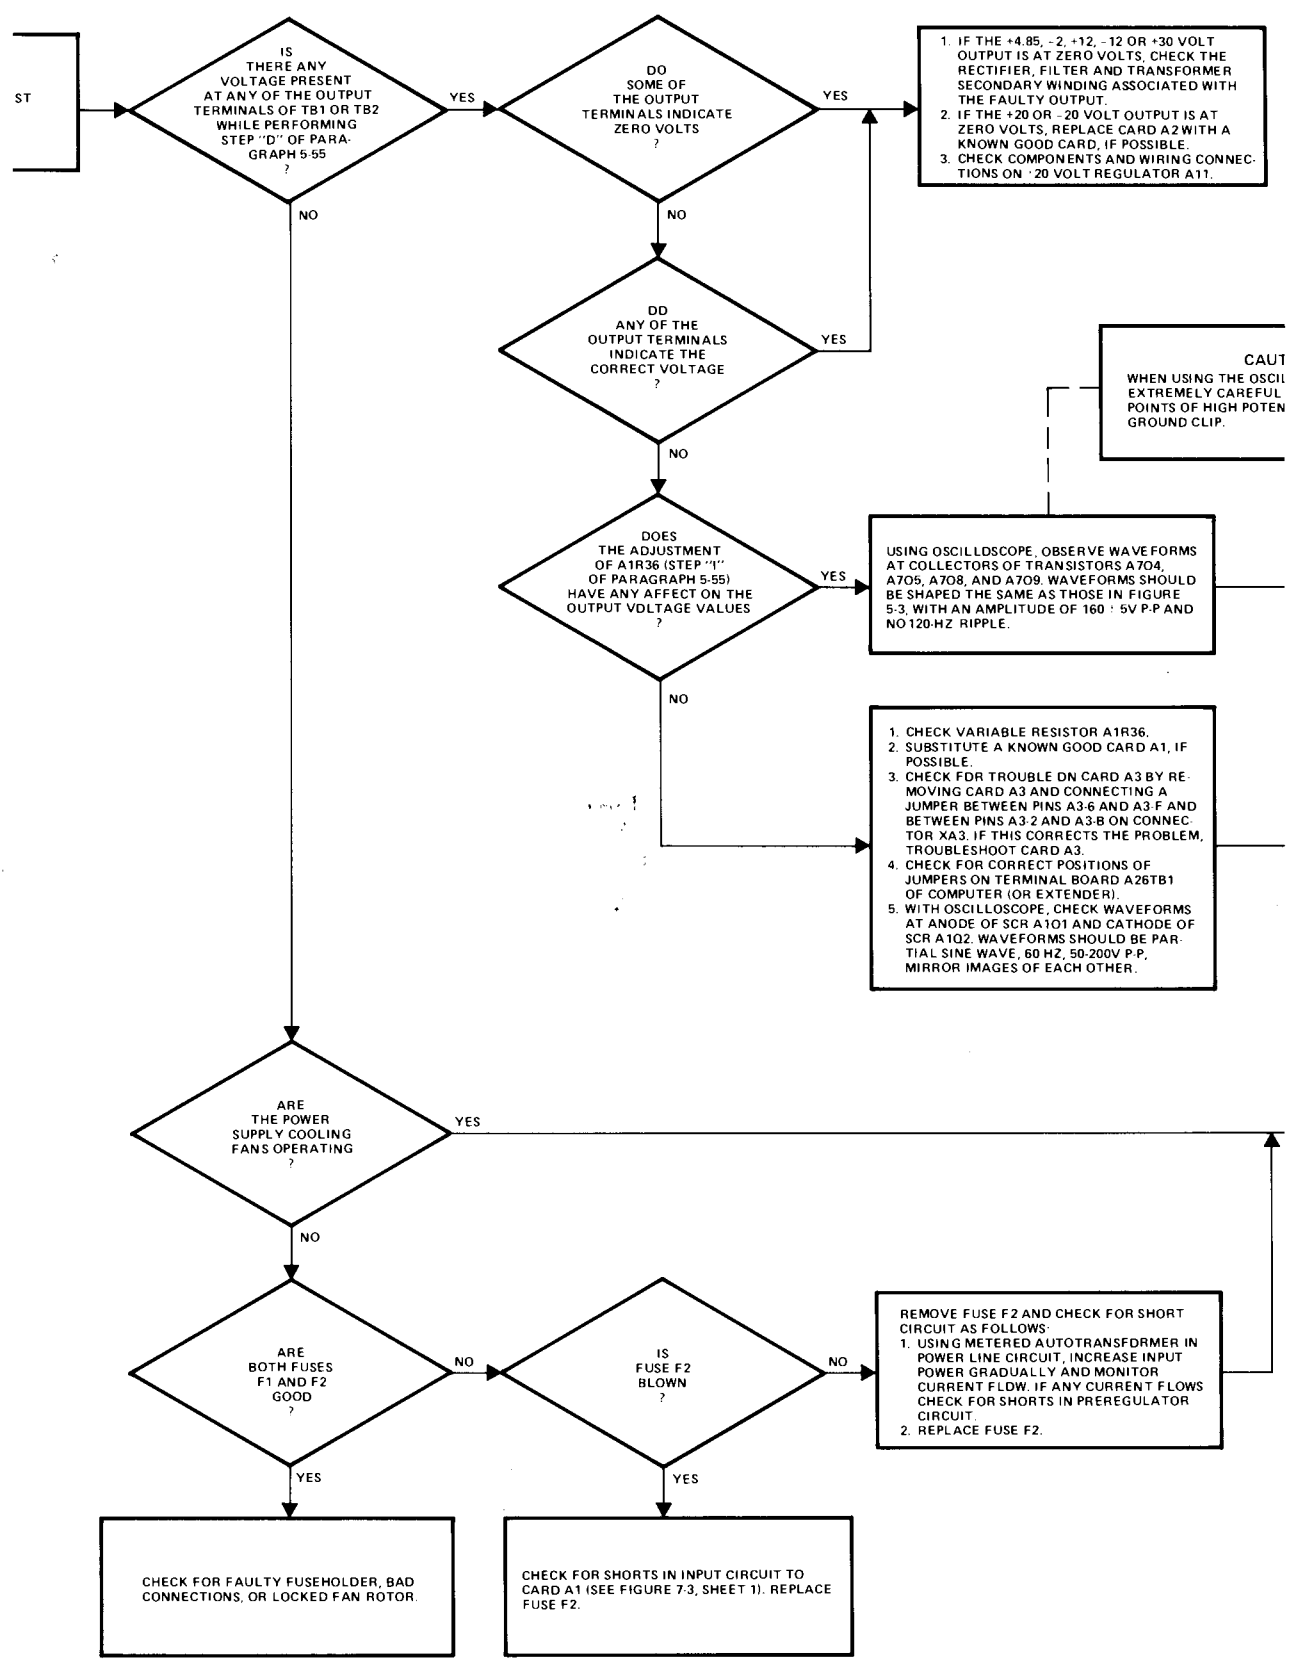 ST
IS
THERE ANY
VOLTAGE PRESENT
AT ANY OF THE OUTPUT
TERMINALS OF TB1 OR TB2
WHILE PERFORMING
STEP "D" OF PARA-
GRAPH 5-55
?
YES
NO
DO
SOME OF
THE OUTPUT
TERMINALS INDICATE
ZERO VOLTS
?
YES
NO
1. IF THE +4.85, -2, +12, -12 OR +30 VOLT
OUTPUT IS AT ZERO VOLTS, CHECK THE
RECTIFIER, FILTER AND TRANSFORMER
SECONDARY WINDING ASSOCIATED WITH
THE FAULTY OUTPUT.
2. IF THE +20 OR -20 VOLT OUTPUT IS AT
ZERO VOLTS, REPLACE CARD A2 WITH A
KNOWN GOOD CARD, IF POSSIBLE.
3. CHECK COMPONENTS AND WIRING CONNEC-
TIONS ON 20 VOLT REGULATOR A11.
DD
ANY OF THE
OUTPUT TERMINALS
INDICATE THE
CORRECT VOLTAGE
?
YES
NO
CAUT
WHEN USING THE OSCIL
EXTREMELY CAREFUL
POINTS OF HIGH POTEN
GROUND CLIP.
DOES
THE ADJUSTMENT
OF A1R36 (STEP "I"
OF PARAGRAPH 5-55)
HAVE ANY AFFECT ON THE
OUTPUT VDLTAGE VALUES
?
YES
NO
USING OSCILLDSCOPE, OBSERVE WAVEFORMS
AT COLLECTORS OF TRANSISTORS A7O4,
A7O5, A7O8, AND A7O9. WAVEFORMS SHOULD
BE SHAPED THE SAME AS THOSE IN FIGURE
5-3, WITH AN AMPLITUDE OF 160 : 5V P-P AND
NO 120-HZ RIPPLE.
1. CHECK VARIABLE RESISTOR A1R36.
2. SUBSTITUTE A KNOWN GOOD CARD A1, IF
POSSIBLE.
3. CHECK FDR TROUBLE DN CARD A3 BY RE-
MOVING CARD A3 AND CONNECTING A
JUMPER BETWEEN PINS A3-6 AND A3-F AND
BETWEEN PINS A3-2 AND A3-B ON CONNEC-
TOR XA3. IF THIS CORRECTS THE PROBLEM,
TROUBLESHOOT CARD A3.
4. CHECK FOR CORRECT POSITIONS OF
JUMPERS ON TERMINAL BOARD A26TB1
OF COMPUTER (OR EXTENDER).
5. WITH OSCILLOSCOPE, CHECK WAVEFORMS
AT ANODE OF SCR A1O1 AND CATHODE OF
SCR A1Q2. WAVEFORMS SHOULD BE PAR-
TIAL SINE WAVE, 60 HZ, 50-200V P-P,
MIRROR IMAGES OF EACH OTHER.
ARE
THE POWER
SUPPLY COOLING
FANS OPERATING
?
YES
NO
ARE
BOTH FUSES
F1 AND F2
GOOD
?
NO
YES
IS
FUSE F2
BLOWN
?
NO
YES
REMOVE FUSE F2 AND CHECK FOR SHORT
CIRCUIT AS FOLLOWS:
1. USING METERED AUTOTRANSFORMER IN
POWER LINE CIRCUIT, INCREASE INPUT
POWER GRADUALLY AND MONITOR
CURRENT FLDW. IF ANY CURRENT FLOWS
CHECK FOR SHORTS IN PREREGULATOR
CIRCUIT.
2. REPLACE FUSE F2.
CHECK FOR FAULTY FUSEHOLDER, BAD
CONNECTIONS, OR LOCKED FAN ROTOR.
CHECK FOR SHORTS IN INPUT CIRCUIT TO
CARD A1 (SEE FIGURE 7-3, SHEET 1). REPLACE
FUSE F2.